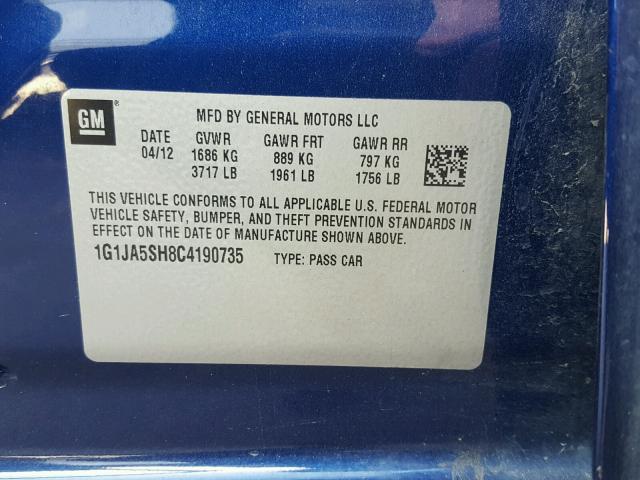 GM
MFD BY GENERAL MOTORS LLC
DATE GVWR GAWR FRT GAWR RR
04/12 1686 KG 889 KG 797 KG
3717 LB 1961 LB 1756 LB
THIS VEHICLE CONFORMS TO ALL APPLICABLE U.S. FEDERAL MOTOR
VEHICLE SAFETY, BUMPER, AND THEFT PREVENTION STANDARDS IN
EFFECT ON DATE OF MANUFACTURE SHOWN ABOVE.
1G1JA5SH8C4190735 TYPE: PASS CAR